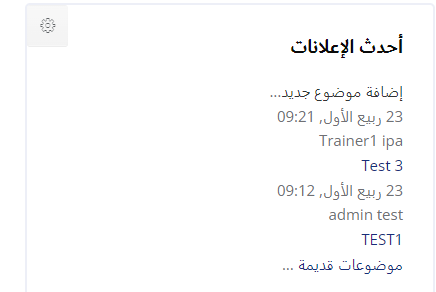 أحدث الإعلانات
إضافة موضوع جديد...
23 ربيع الأول, 09:21
Trainer1 ipa
Test 3
23 ربيع الأول, 09:12
admin test
TEST1
موضوعات قديمة ...